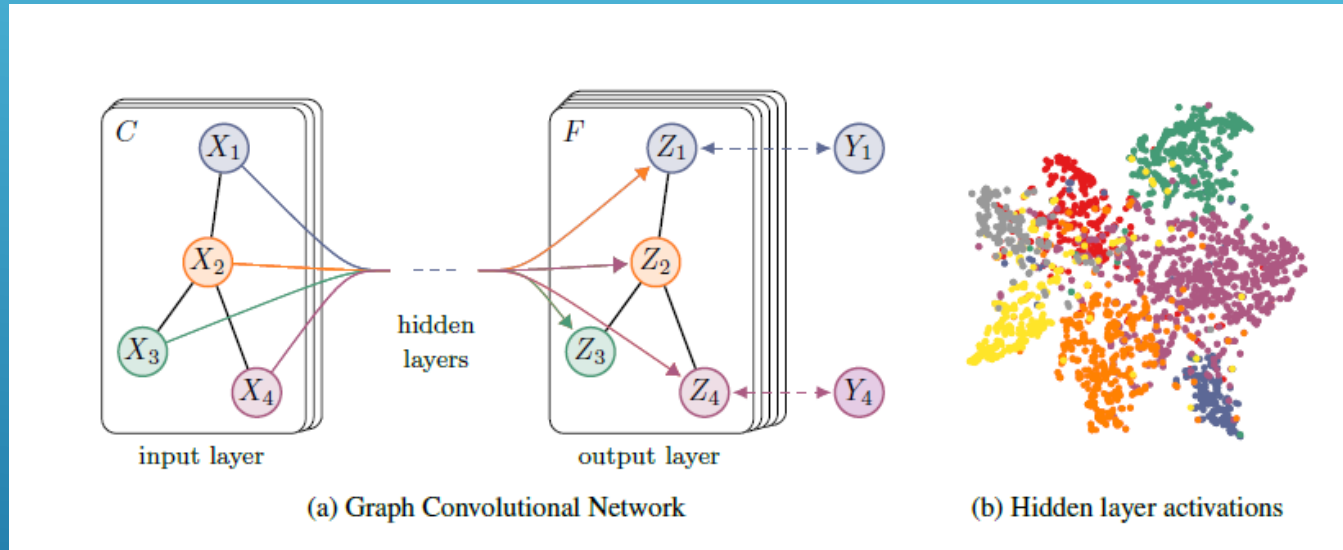 C
X1
X2
X3
X4
input layer
hidden
layers
F
Z1
Z2
Z3
Z4
output layer
Y1
Y4
(a) Graph Convolutional Network
(b) Hidden layer activations